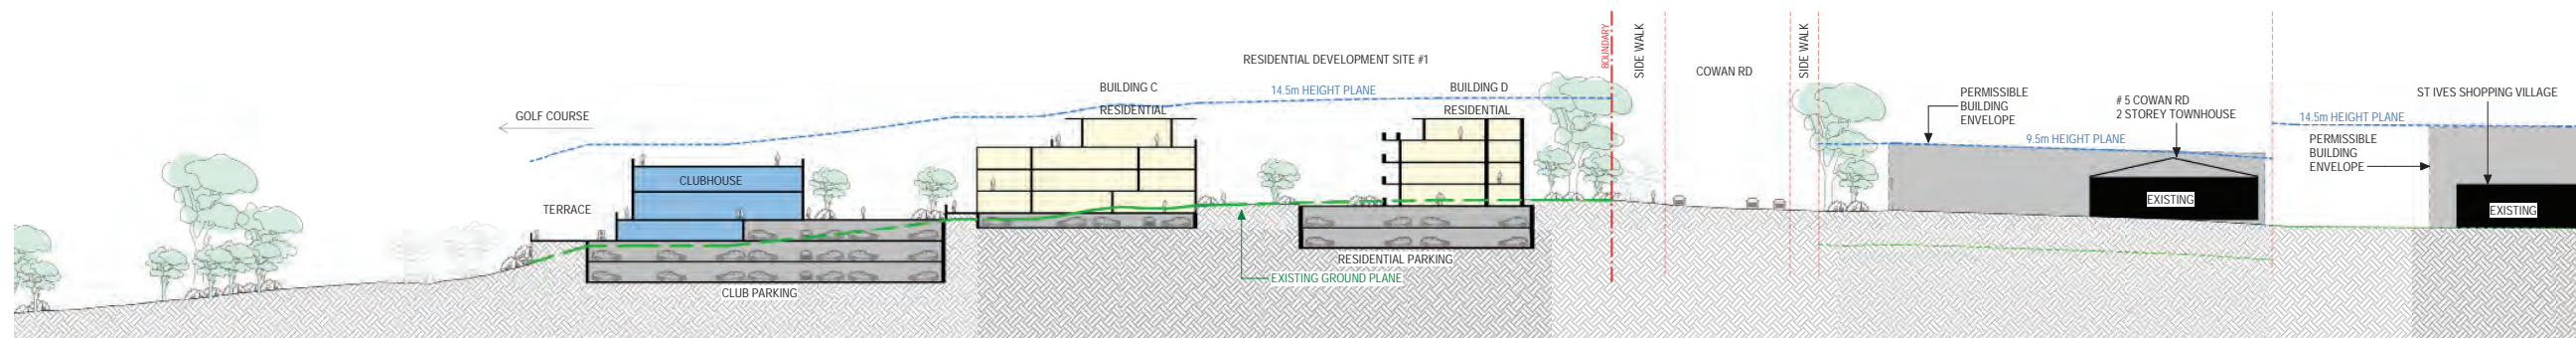 GOLF COURSE
TERRACE
CLUBHOUSE
CLUB PARKING
RESIDENTIAL DEVELOPMENT SITE #1
BUILDING C
RESIDENTIAL
14.5m HEIGHT PLANE
BUILDING D
RESIDENTIAL
RESIDENTIAL PARKING
EXISTING GROUND PLANE
BOUNDARY
SIDE WALK
COWAN RD
SIDE WALK
PERMISSIBLE
BUILDING
ENVELOPE
# 5 COWAN RD
2 STOREY TOWNHOUSE
9.5m HEIGHT PLANE
EXISTING
14.5m HEIGHT PLANE
PERMISSIBLE
BUILDING
ENVELOPE
ST IVES SHOPPING VILLAGE
EXISTING